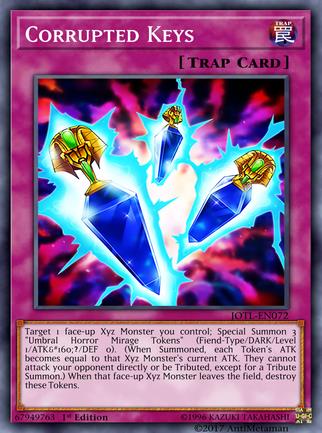 Corrupted Keys
TRAP
罠
[Trap Card]
JOTL-EN072
Target 1 face-up Xyz Monster you control; Special Summon 3
"Umbral Horror Mirage Tokens" (Fiend-Type/DARK/Level
1/ATK&#160;?/DEF 0). (When Summoned, each Token's ATK
becomes equal to that Xyz Monster's current ATK. They cannot
attack your opponent directly or be Tributed, except for a Tribute
Summon.) When that face-up Xyz Monster leaves the field, destroy
these Tokens.
67949763 1st Edition ©1996 KAZUKI TAKAHASHI
©2017 AntiMetaman